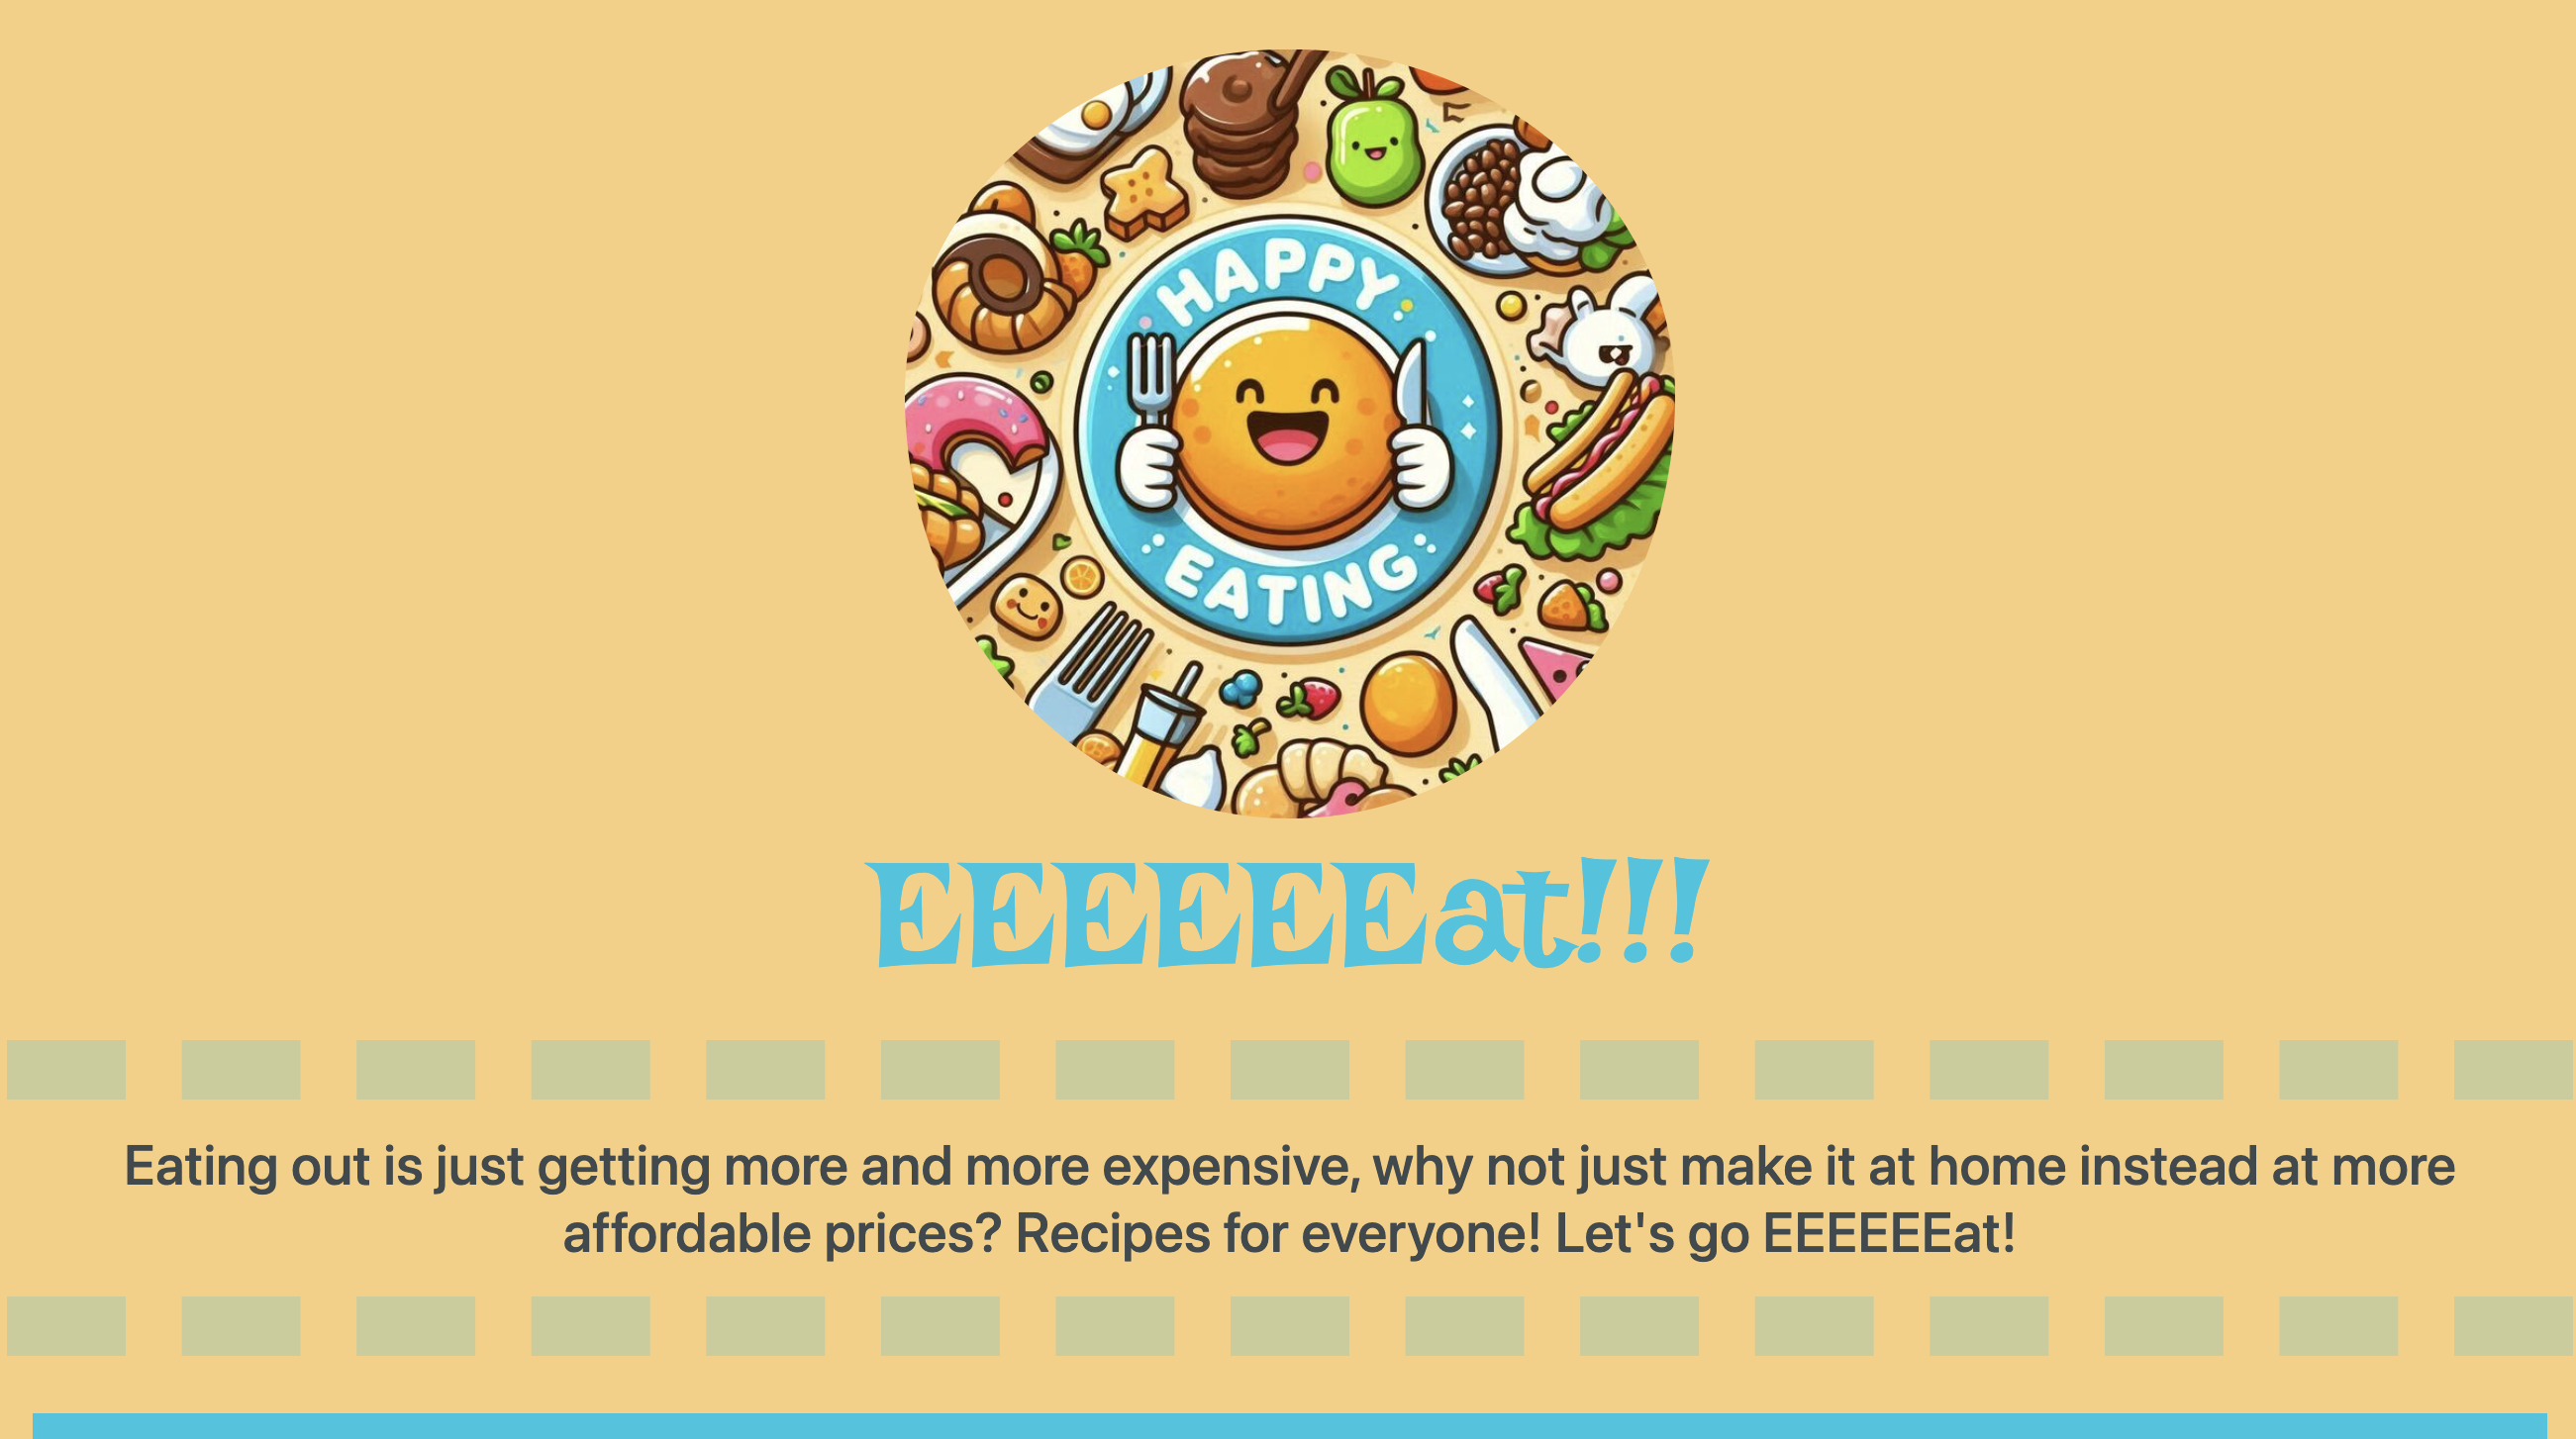 HAPPY
EATING
EEEEEEat!!!
Eating out is just getting more and more expensive, why not just make it at home instead at more
affordable prices? Recipes for everyone! Let's go EEEEEEat!